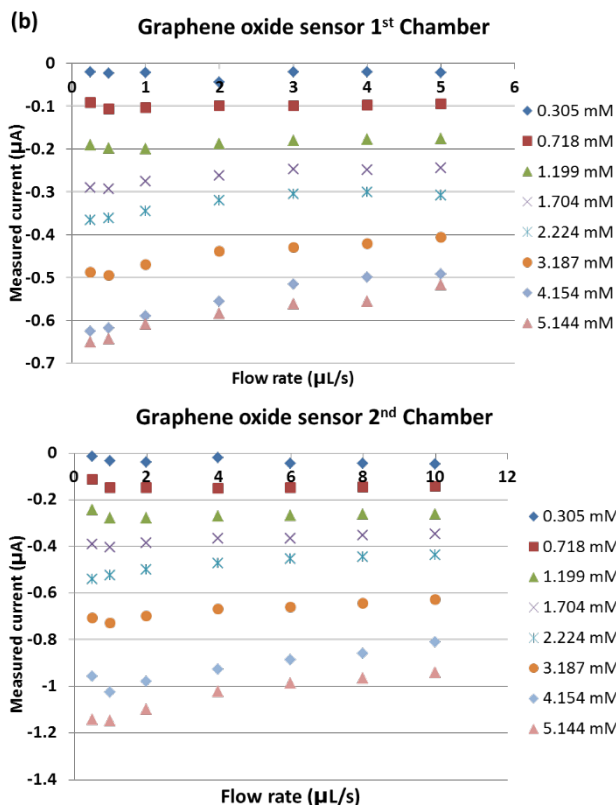 (b)
Graphene oxide sensor 1st Chamber
0
0 1 2 3 4 5 6
-0.1
-0.2
-0.3
-0.4
-0.5
-0.6
-0.7
Measured current (µA)
Flow rate (µL/s)
0.305 mM
0.718 mM
1.199 mM
1.704 mM
2.224 mM
3.187 mM
4.154 mM
5.144 mM
Graphene oxide sensor 2nd Chamber
0
0 2 4 6 8 10 12
-0.2
-0.4
-0.6
-0.8
-1
-1.2
-1.4
Measured current (µA)
Flow rate (µL/s)
0.305 mM
0.718 mM
1.199 mM
1.704 mM
2.224 mM
3.187 mM
4.154 mM
5.144 mM